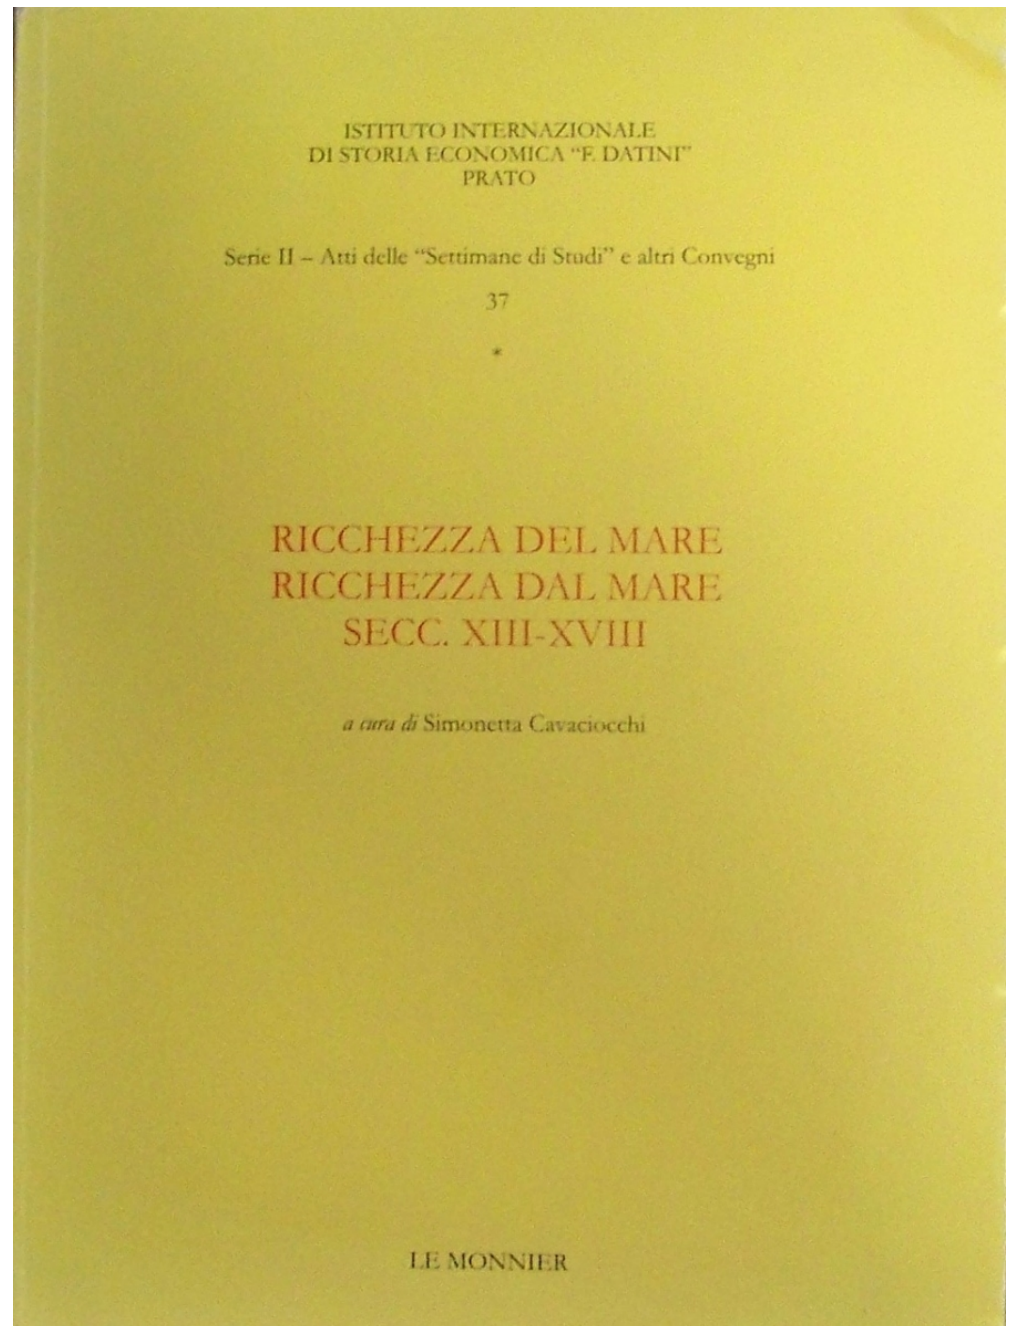 ISTITUTO INTERNAZIONALE
DI STORIA ECONOMICA “F. DATINI”
PRATO
Serie II – Atti delle “Settimane di Studi” e altri Convegni
37
*
RICCHEZZA DEL MARE
RICCHEZZA DAL MARE
SECC. XIII-XVIII
a cura di Simonetta Cavaciocchi
LE MONNIER